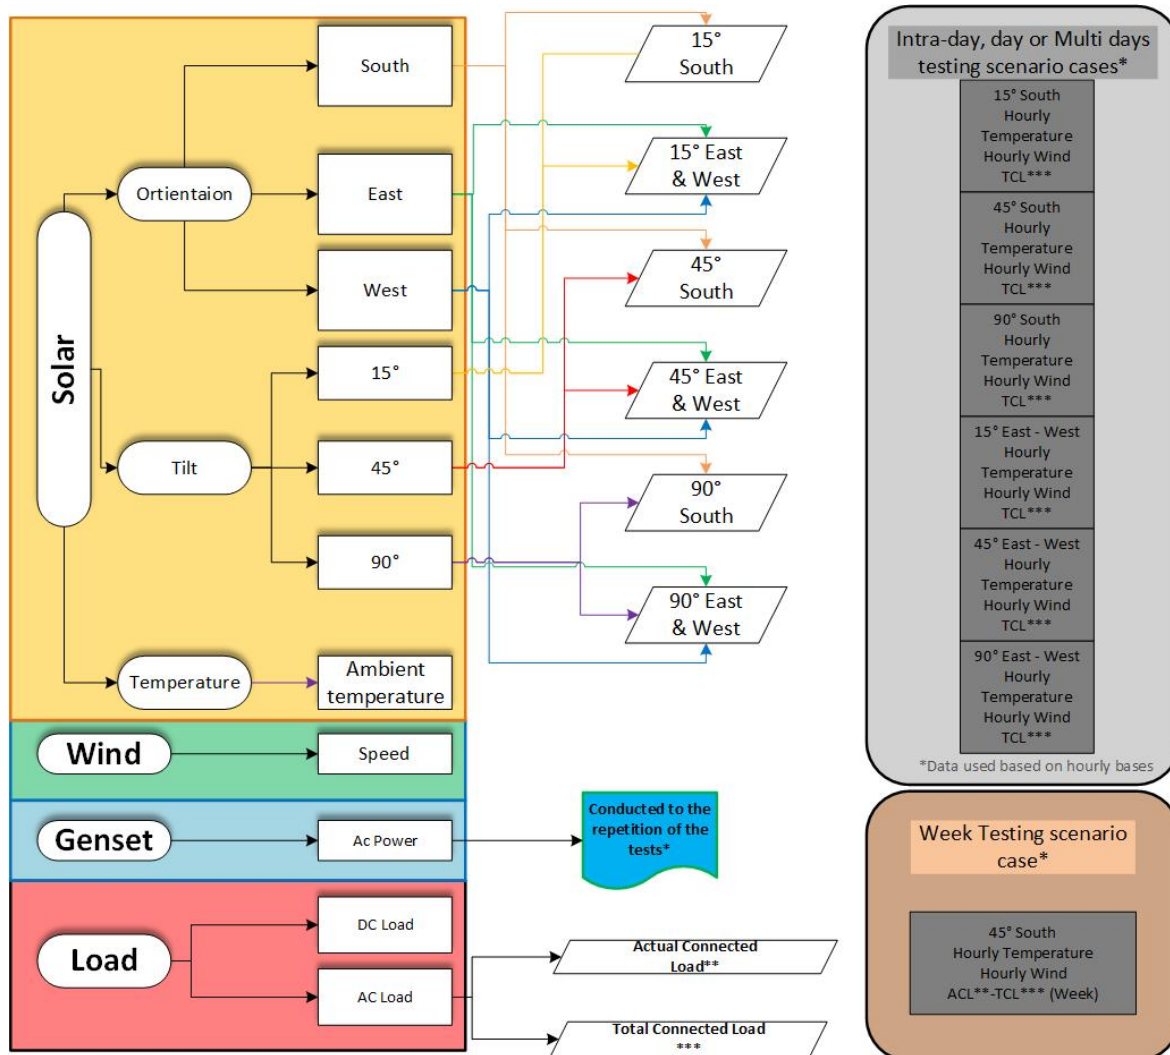 Solar
Ortientaion
Tilt
Temperature
South
East
West
15°
45°
90°
Ambient
temperature
Wind
Speed
Genset
Ac Power
Load
DC Load
AC Load
15°
South
15° East
& West
45°
South
45° East
& West
90°
South
90° East
& West
Conducted to the
repetition of the
tests*
Actual Connected
Load**
Total Connected Load
***
Intra-day, day or Multi days
testing scenario cases*
15° South
Hourly
Temperature
Hourly Wind
TCL***
45° South
Hourly
Temperature
Hourly Wind
TCL***
90° South
Hourly
Temperature
Hourly Wind
TCL***
15° East - West
Hourly
Temperature
Hourly Wind
TCL***
45° East - West
Hourly
Temperature
Hourly Wind
TCL***
90° East - West
Hourly
Temperature
Hourly Wind
TCL***
*Data used based on hourly bases
Week Testing scenario
case*
45° South
Hourly Temperature
Hourly Wind
ACL**-TCL*** (Week)